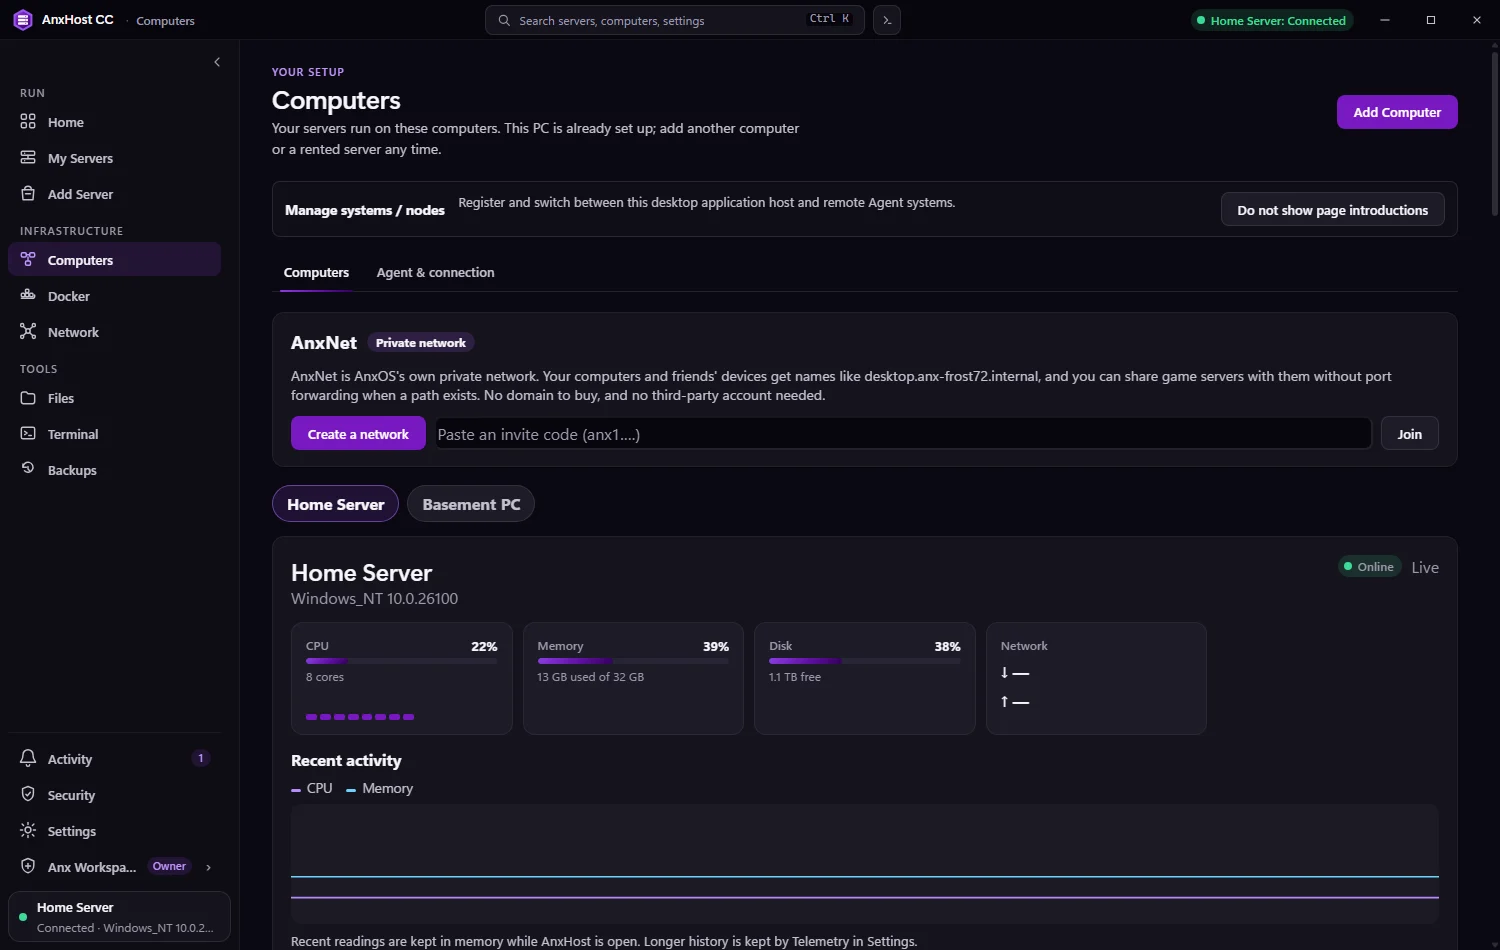 AnxHost CC · Computers
Search servers, computers, settings Ctrl K
Home Server: Connected
RUN
Home
My Servers
Add Server
INFRASTRUCTURE
Computers
Docker
Network
TOOLS
Files
Terminal
Backups
Activity 1
Security
Settings
Anx Workspa... Owner
Home Server
Connected · Windows_NT 10.0.2...
YOUR SETUP
Computers
Your servers run on these computers. This PC is already set up; add another computer
or a rented server any time.
Add Computer
Manage systems / nodes Register and switch between this desktop application host and remote Agent systems.
Do not show page introductions
Computers Agent & connection
AnxNet Private network
AnxNet is AnxOS's own private network. Your computers and friends' devices get names like desktop.anx-frost72.internal, and you can share game servers with them without port
forwarding when a path exists. No domain to buy, and no third-party account needed.
Create a network Paste an invite code (anx1....) Join
Home Server Basement PC
Home Server
Online Live
Windows_NT 10.0.26100
CPU 22%
8 cores
Memory 39%
13 GB used of 32 GB
Disk 38%
1.1 TB free
Network
↓ —
↑ —
Recent activity
CPU Memory
Recent readings are kept in memory while AnxHost is open. Longer history is kept by Telemetry in Settings.